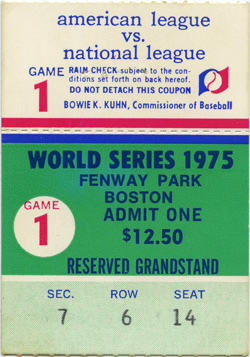 american league
vs.
national league
GAME
1
RAIN CHECK subject to the con-
ditions set forth on back hereof.
DO NOT DETACH THIS COUPON
BOWIE K. KUHN, Commissioner of Baseball
WORLD SERIES 1975
FENWAY PARK
BOSTON
GAME
1
ADMIT ONE
$12.50
RESERVED GRANDSTAND
SEC. ROW SEAT
7 6 14